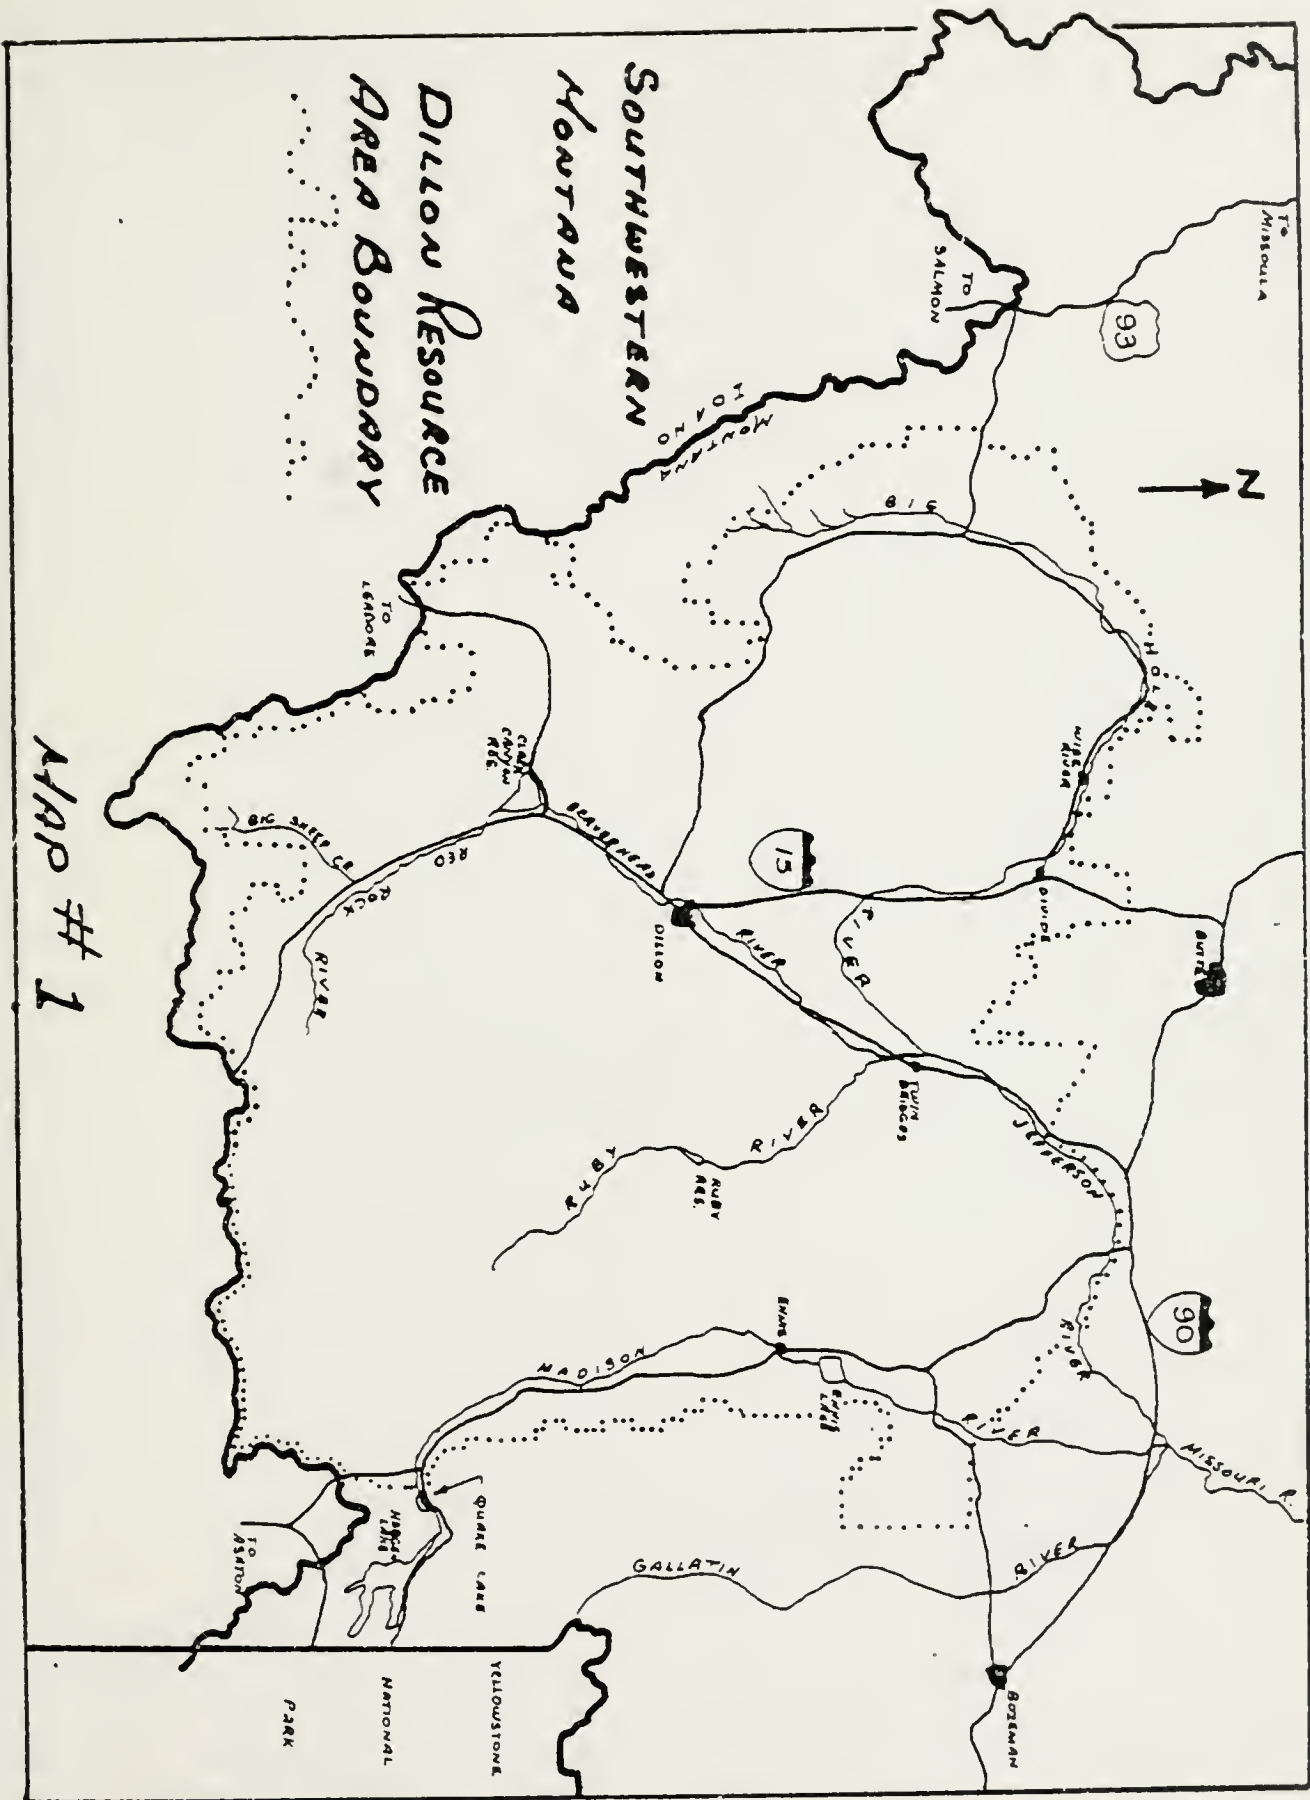 SOUTHWESTERN
MONTANA
DILLON RESOURCE
AREA BOUNDARY
TO
MISSOULA
93
TO
SALMON
IDAHO
MONTANA
N
BIG
HOLE
WISE
RIVER
DIVIDE
BUTTE
15
RIVER
TO
LEADORE
CLARK
CANYON
RES.
BEAVERHEAD
RIVER
DILLON
RED
ROCK
RIVER
BIG SHEEP CR.
TWIN
BRIDGES
JEFFERSON
RIVER
RUBY
RIVER
RUBY
RES.
90
ENNIS
ENNIS
LAKE
MADISON
RIVER
MISSOURI R.
QUAKE LAKE
HEBGEN
LAKE
TO
ASHTON
GALLATIN
RIVER
BOZEMAN
YELLOWSTONE
NATIONAL
PARK
MAP # 1